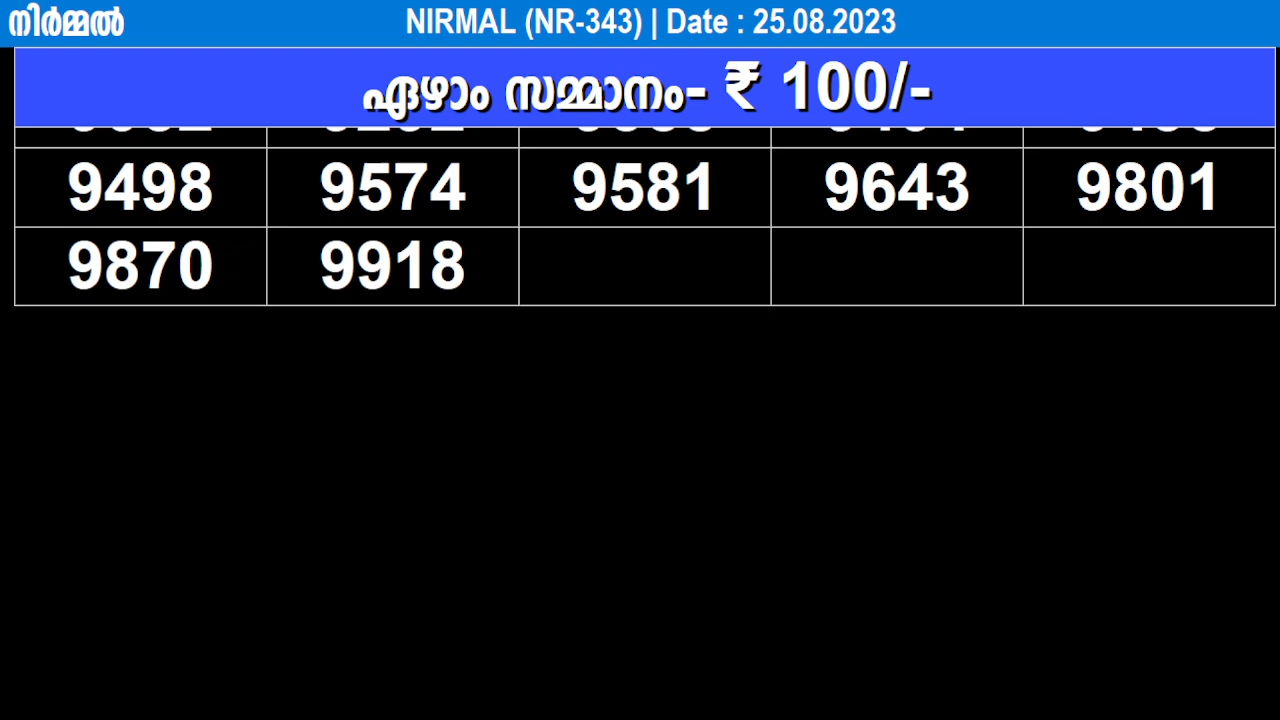 നിർമ്മൽ NIRMAL (NR-343) | Date : 25.08.2023
ഏഴാം സമ്മാനം- ₹ 100/-
9498 9574 9581 9643 9801
9870 9918